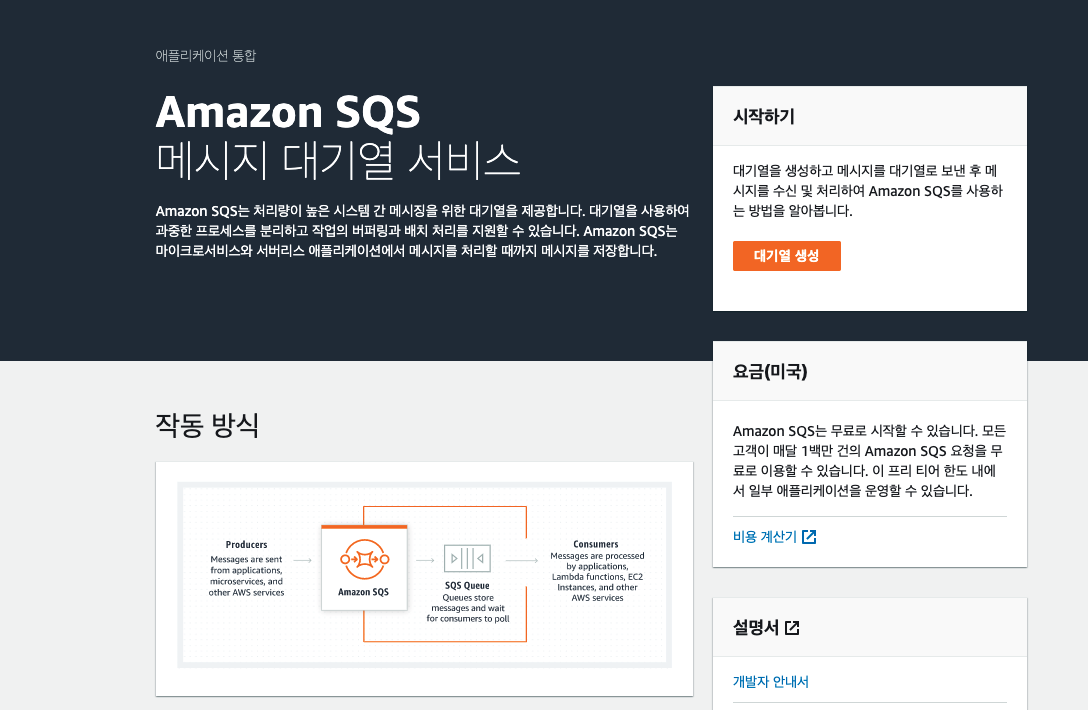 애플리케이션 통합
Amazon SQS
메시지 대기열 서비스
Amazon SQS는 처리량이 높은 시스템 간 메시징을 위한 대기열을 제공합니다. 대기열을 사용하여
과중한 프로세스를 분리하고 작업의 버퍼링과 배치 처리를 지원할 수 있습니다. Amazon SQS는
마이크로서비스와 서버리스 애플리케이션에서 메시지를 처리할 때까지 메시지를 저장합니다.
시작하기
대기열을 생성하고 메시지를 대기열로 보낸 후 메
시지를 수신 및 처리하여 Amazon SQS를 사용하
는 방법을 알아봅니다.
대기열 생성
요금(미국)
Amazon SQS는 무료로 시작할 수 있습니다. 모든
고객이 매달 1백만 건의 Amazon SQS 요청을 무
료로 이용할 수 있습니다. 이 프리 티어 한도 내에
서 일부 애플리케이션을 운영할 수 있습니다.
비용 계산기
설명서
개발자 안내서
작동 방식
Producers
Messages are sent
from applications,
microservices, and
other AWS services
Amazon SQS
SQS Queue
Queues store
messages and wait
for consumers to poll
Consumers
Messages are processed
by applications,
Lambda functions, EC2
Instances, and other
AWS services